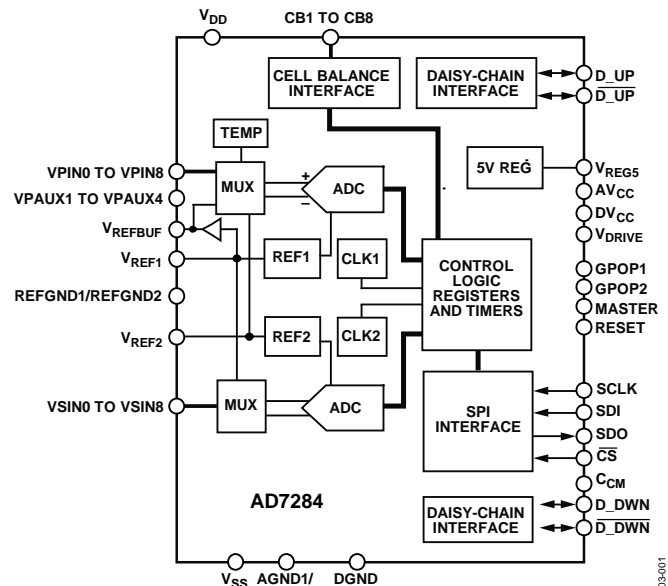 VDD
CB1 TO CB8
CELL BALANCE
INTERFACE
DAISY-CHAIN
INTERFACE
D_UP
D_UP
TEMP
VPIN0 TO VPIN8
MUX
+
–
ADC
5V REG
VREG5
VPAUX1 TO VPAUX4
AVCC
DVCC
VREFBUF
VDRIVE
VREF1
REF1
CLK1
CONTROL
LOGIC
REGISTERS
AND TIMERS
GPOP1
GPOP2
REFGND1/REFGND2
MASTER
RESET
VREF2
REF2
CLK2
VSIN0 TO VSIN8
MUX
ADC
SPI
INTERFACE
SCLK
SDI
SDO
CS
CCM
AD7284
DAISY-CHAIN
INTERFACE
D_DWN
D_DWN
VSS
AGND1/
DGND